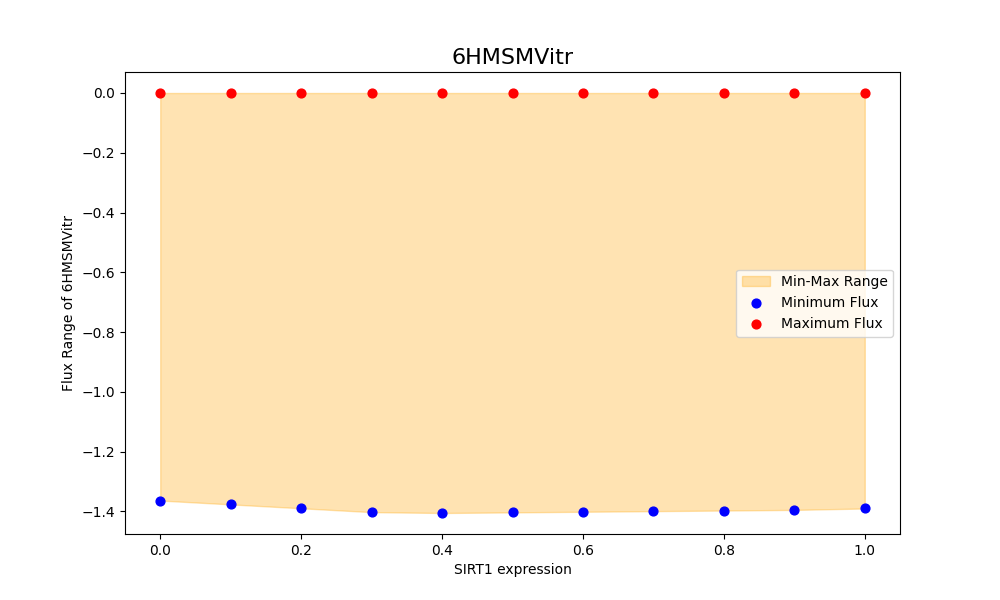 6HMSMVitr
Flux Range of 6HMSMVitr
0.0
−0.2
−0.4
−0.6
−0.8
−1.0
−1.2
−1.4
Min-Max Range
Minimum Flux
Maximum Flux
0.0 0.2 0.4 0.6 0.8 1.0
SIRT1 expression